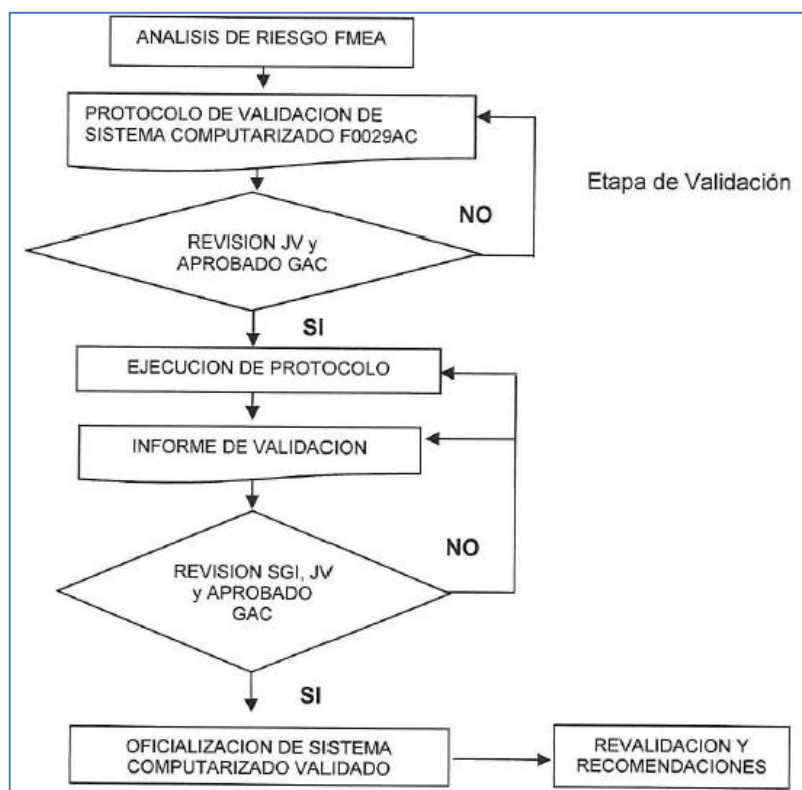 ANALISIS DE RIESGO FMEA
PROTOCOLO DE VALIDACION DE
SISTEMA COMPUTARIZADO F0029AC
Etapa de Validación
NO
REVISION JV y
APROBADO GAC
SI
EJECUCION DE PROTOCOLO
INFORME DE VALIDACION
NO
REVISION SGI, JV
y APROBADO
GAC
SI
OFICIALIZACION DE SISTEMA
COMPUTARIZADO VALIDADO
REVALIDACION Y
RECOMENDACIONES